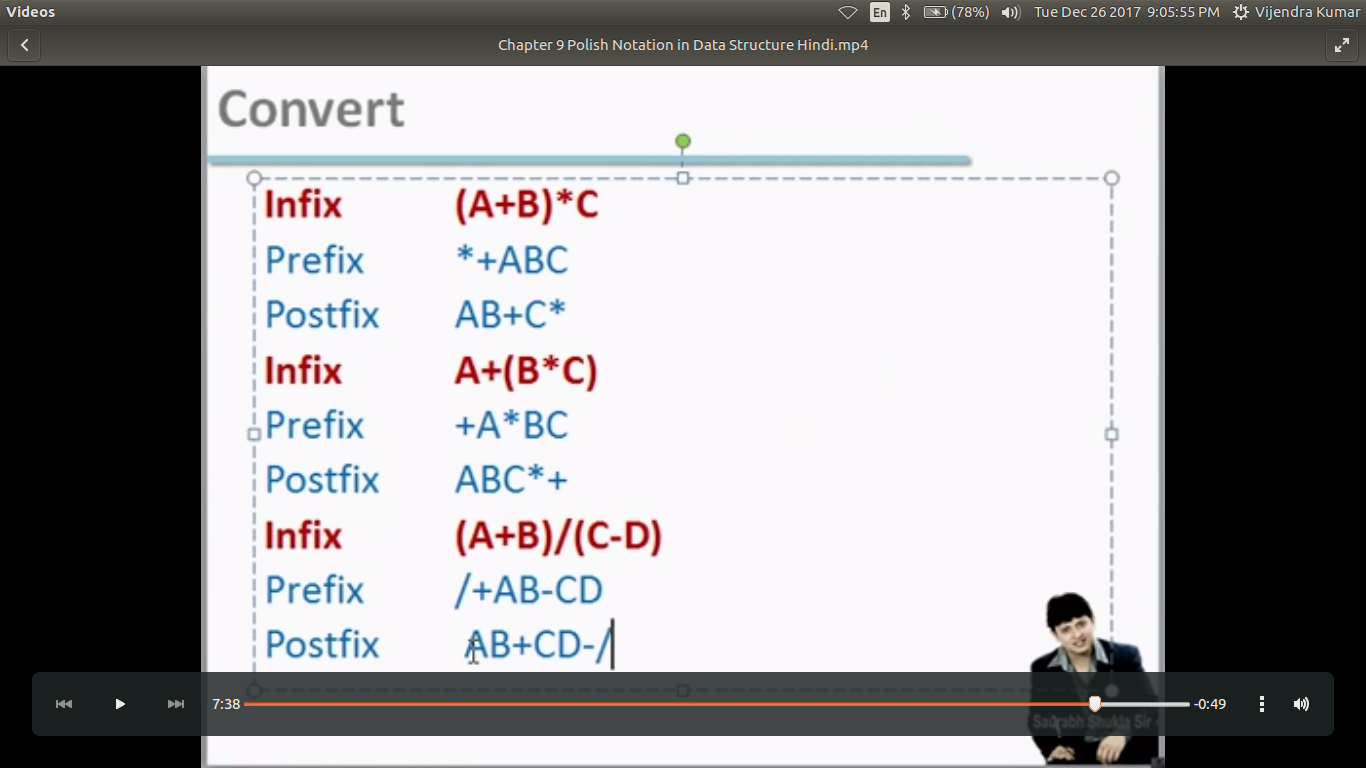 Videos
En
(78%)
Tue Dec 26 2017 9:05:55 PM
Vijendra Kumar
Chapter 9 Polish Notation in Data Structure Hindi.mp4
Convert
Infix (A+B)*C
Prefix *+ABC
Postfix AB+C*
Infix A+(B*C)
Prefix +A*BC
Postfix ABC*+
Infix (A+B)/(C-D)
Prefix /+AB-CD
Postfix AB+CD-/
7:38
-0:49
Saurabh Shukla Sir